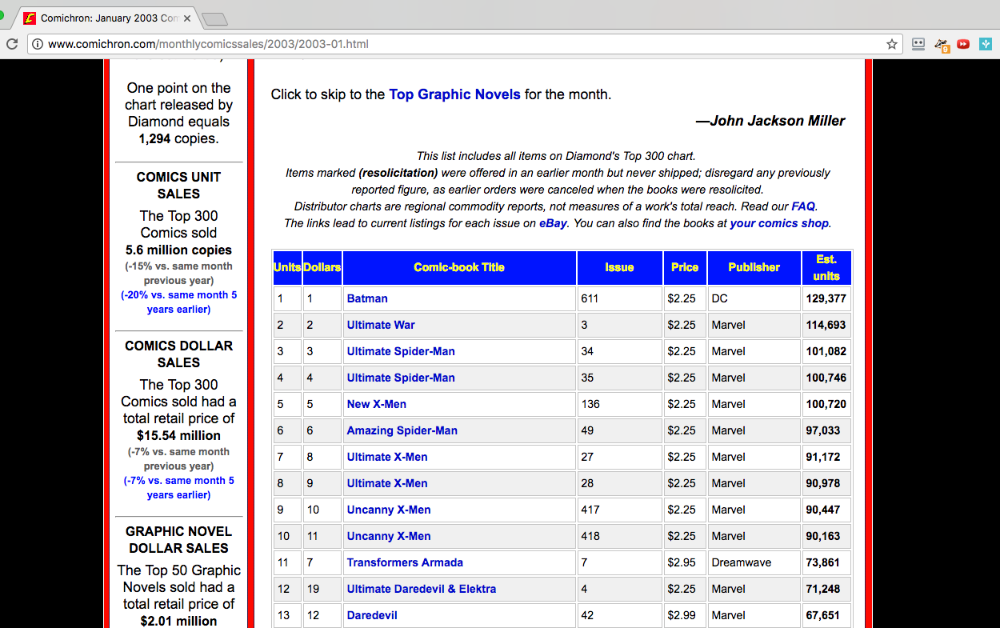 Comichron: January 2003 Com
www.comichron.com/monthlycomicssales/2003/2003-01.html
9
One point on the
chart released by
Diamond equals
1,294 copies.
COMICS UNIT
SALES
The Top 300
Comics sold
5.6 million copies
(-15% vs. same month
previous year)
(-20% vs. same month 5
years earlier)
COMICS DOLLAR
SALES
The Top 300
Comics sold had a
total retail price of
$15.54 million
(-7% vs. same month
previous year)
(-7% vs. same month 5
years earlier)
GRAPHIC NOVEL
DOLLAR SALES
The Top 50 Graphic
Novels sold had a
total retail price of
$2.01 million
Click to skip to the Top Graphic Novels for the month.
—John Jackson Miller
This list includes all items on Diamond's Top 300 chart.
Items marked (resolicitation) were offered in an earlier month but never shipped; disregard any previously
reported figure, as earlier orders were canceled when the books were resolicited.
Distributor charts are regional commodity reports, not measures of a work's total reach. Read our FAQ.
The links lead to current listings for each issue on eBay. You can also find the books at your comics shop.
Units Dollars Comic-book Title Issue Price Publisher Est. units
1 1 Batman 611 $2.25 DC 129,377
2 2 Ultimate War 3 $2.25 Marvel 114,693
3 3 Ultimate Spider-Man 34 $2.25 Marvel 101,082
4 4 Ultimate Spider-Man 35 $2.25 Marvel 100,746
5 5 New X-Men 136 $2.25 Marvel 100,720
6 6 Amazing Spider-Man 49 $2.25 Marvel 97,033
7 8 Ultimate X-Men 27 $2.25 Marvel 91,172
8 9 Ultimate X-Men 28 $2.25 Marvel 90,978
9 10 Uncanny X-Men 417 $2.25 Marvel 90,447
10 11 Uncanny X-Men 418 $2.25 Marvel 90,163
11 7 Transformers Armada 7 $2.95 Dreamwave 73,861
12 19 Ultimate Daredevil & Elektra 4 $2.25 Marvel 71,248
13 12 Daredevil 42 $2.99 Marvel 67,651